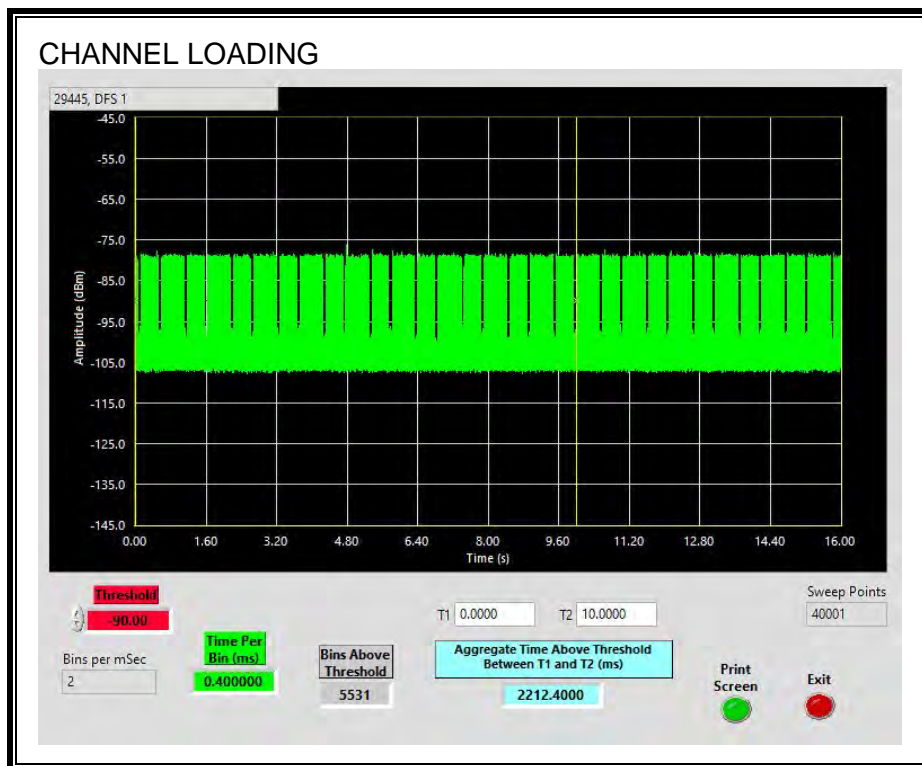 CHANNEL LOADING
29445, DFS 1
-45.0
-55.0
-65.0
-75.0
-85.0
-95.0
-105.0
-115.0
-125.0
-135.0
-145.0
Amplitude (dBm)
0.00 1.60 3.20 4.80 6.40 8.00 9.60 11.20 12.80 14.40 16.00
Time (s)
Threshold
-90.00
T1 0.0000 T2 10.0000
Sweep Points
40001
Bins per mSec
2
Time Per
Bin (ms)
0.400000
Bins Above
Threshold
5531
Aggregate Time Above Threshold
Between T1 and T2 (ms)
2212.4000
Print
Screen
Exit